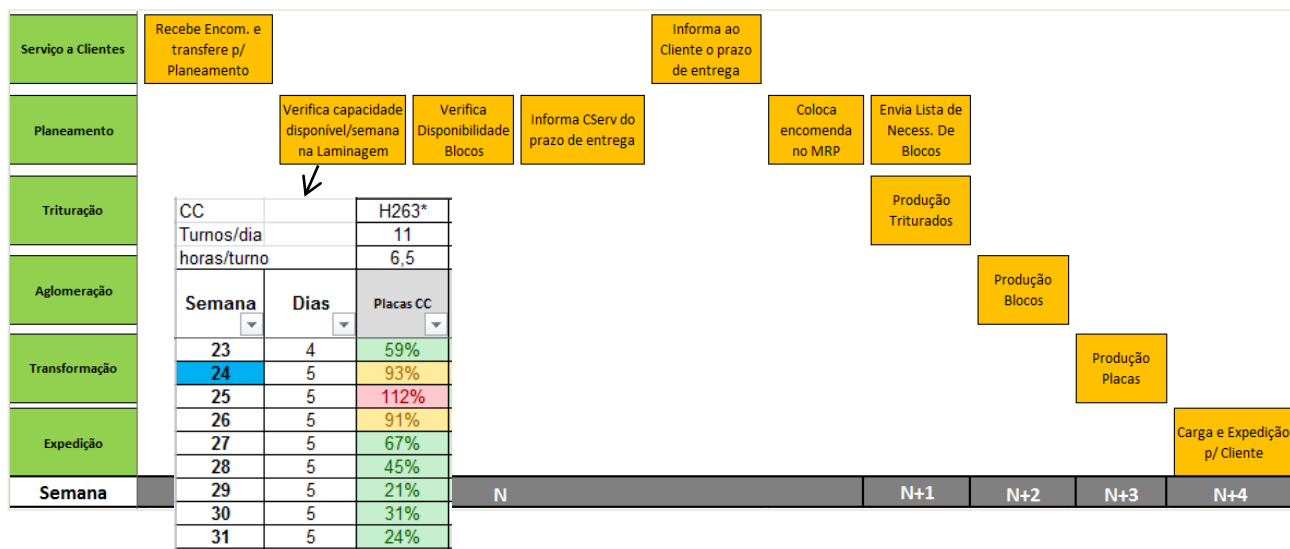 Serviço a Clientes
Recebe Encom. e
transfere p/
Planeamento
Informa ao
Cliente o prazo
de entrega
Planeamento
Verifica capacidade
disponível/semana
na Laminagem
Verifica
Disponibilidade
Blocos
Informa CServ do
prazo de entrega
Coloca
encomenda
no MRP
Envia Lista de
Necess. De
Blocos
Trituração
Produção
Triturados
Aglomeração
Produção
Blocos
Transformação
Produção
Placas
Expedição
Carga e Expedição
p/ Cliente
Semana N N+1 N+2 N+3 N+4
CC H263*
Turnos/dia 11
horas/turno 6,5
Semana Dias Placas CC
23 4 59%
24 5 93%
25 5 112%
26 5 91%
27 5 67%
28 5 45%
29 5 21%
30 5 31%
31 5 24%